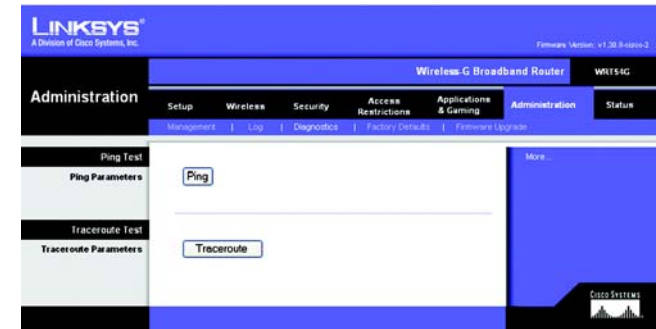 LINKSYS®
A Division of Cisco Systems, Inc.
Firmware Version: v1.30.8-cisco-2
Wireless-G Broadband Router WRT54G
Administration
Setup Wireless Security Access Restrictions Applications & Gaming Administration Status
Management | Log | Diagnostics | Factory Defaults | Firmware Upgrade
Ping Test
Ping Parameters
Ping
More...
Traceroute Test
Traceroute Parameters
Traceroute
CISCO SYSTEMS